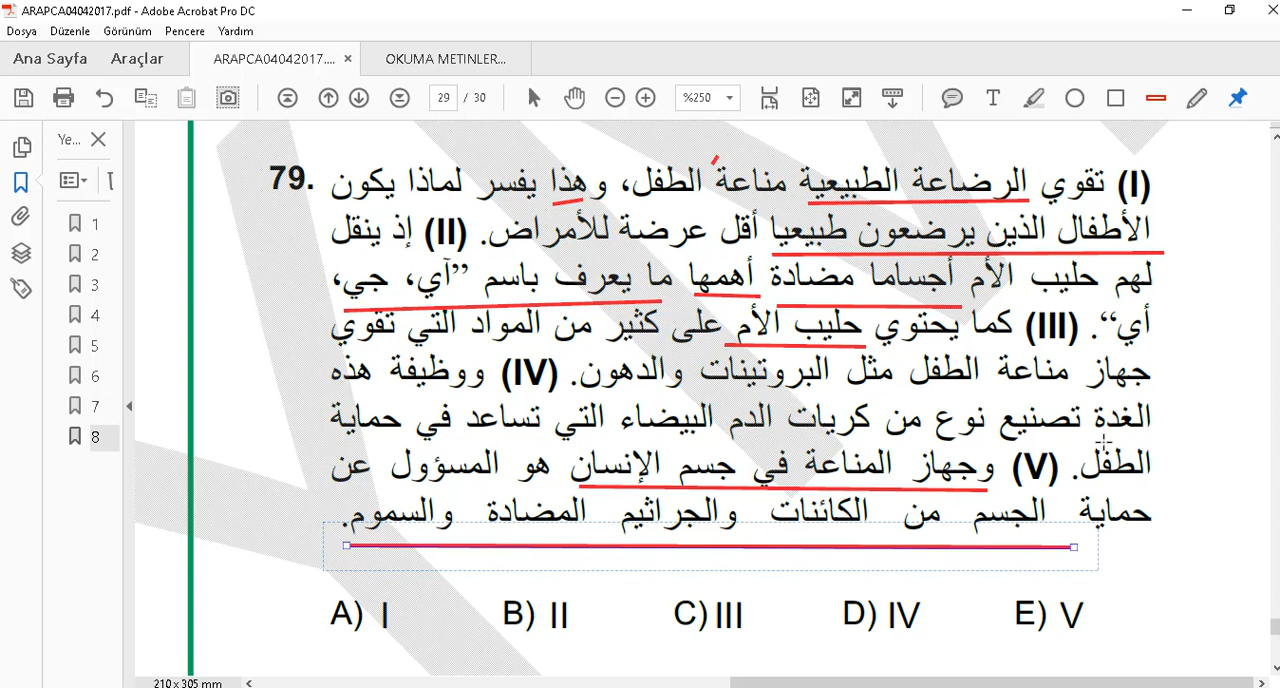 ARAPCA04042017.pdf - Adobe Acrobat Pro DC
Dosya Düzenle Görünüm Pencere Yardım
Ana Sayfa Araçlar ARAPCA04042017.... × OKUMA METINLER...
29 / 30 %250
Ye...
1
2
3
4
5
6
7
8
79. (I) تقوي الرضاعة الطبيعية مناعة الطفل، وهذا يفسر لماذا يكون
الأطفال الذين يرضعون طبيعيا أقل عرضة للأمراض. (II) إذ ينقل
لهم حليب الأم أجساما مضادة أهمها ما يعرف باسم ”آي، جي،
أي“. (III) كما يحتوي حليب الأم على كثير من المواد التي تقوي
جهاز مناعة الطفل مثل البروتينات والدهون. (IV) ووظيفة هذه
الغدة تصنيع نوع من كريات الدم البيضاء التي تساعد في حماية
الطفل. (V) وجهاز المناعة في جسم الإنسان هو المسؤول عن
حماية الجسم من الكائنات والجراثيم المضادة والسموم.
A) I B) II C) III D) IV E) V
210 x 305 mm